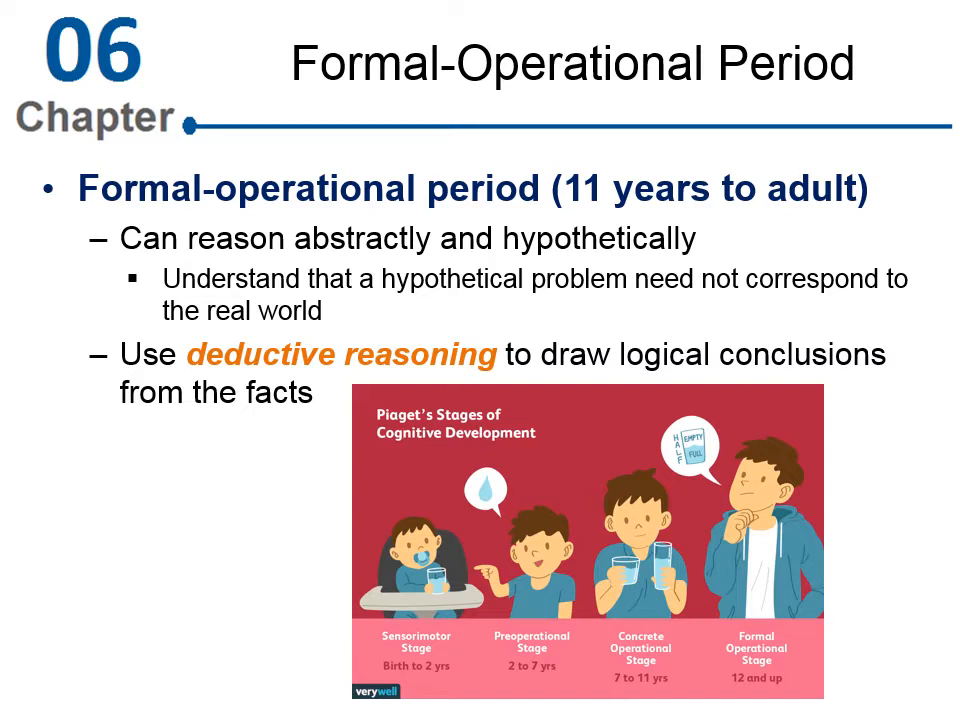 06
Chapter
Formal-Operational Period
• Formal-operational period (11 years to adult)
– Can reason abstractly and hypothetically
▪ Understand that a hypothetical problem need not correspond to
the real world
– Use deductive reasoning to draw logical conclusions
from the facts
Piaget's Stages of
Cognitive Development
HALF
EMPTY
FULL
Sensorimotor
Stage
Birth to 2 yrs
Preoperational
Stage
2 to 7 yrs
Concrete
Operational
Stage
7 to 11 yrs
Formal
Operational
Stage
12 and up
verywell